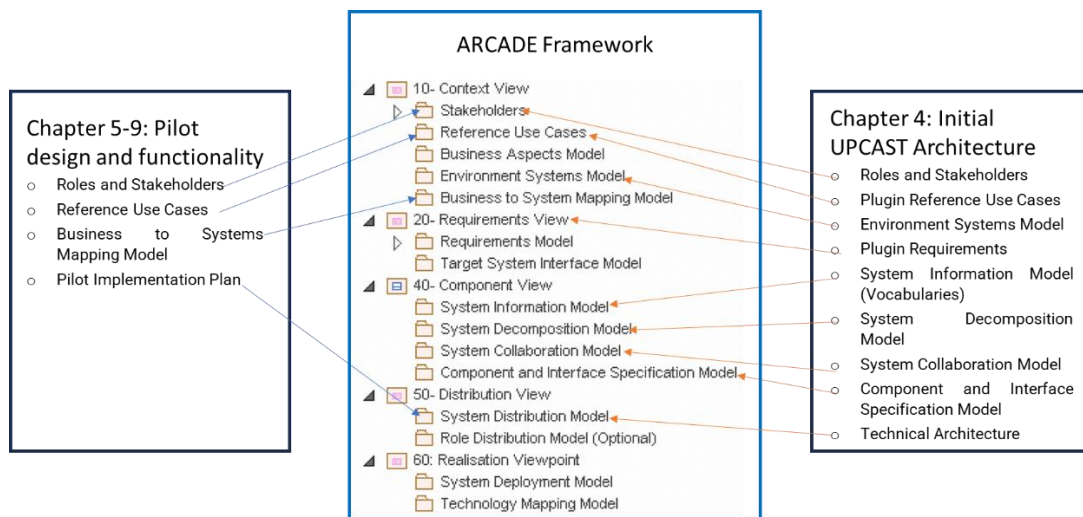 Chapter 5-9: Pilot
design and functionality
o Roles and Stakeholders
o Reference Use Cases
o Business to Systems
Mapping Model
o Pilot Implementation Plan
ARCADE Framework
10- Context View
Stakeholders
Reference Use Cases
Business Aspects Model
Environment Systems Model
Business to System Mapping Model
20- Requirements View
Requirements Model
Target System Interface Model
40- Component View
System Information Model
System Decomposition Model
System Collaboration Model
Component and Interface Specification Model
50- Distribution View
System Distribution Model
Role Distribution Model (Optional)
60: Realisation Viewpoint
System Deployment Model
Technology Mapping Model
Chapter 4: Initial
UPCAST Architecture
o Roles and Stakeholders
o Plugin Reference Use Cases
o Environment Systems Model
o Plugin Requirements
o System Information Model
(Vocabularies)
o System Decomposition
Model
o System Collaboration Model
o Component and Interface
Specification Model
o Technical Architecture